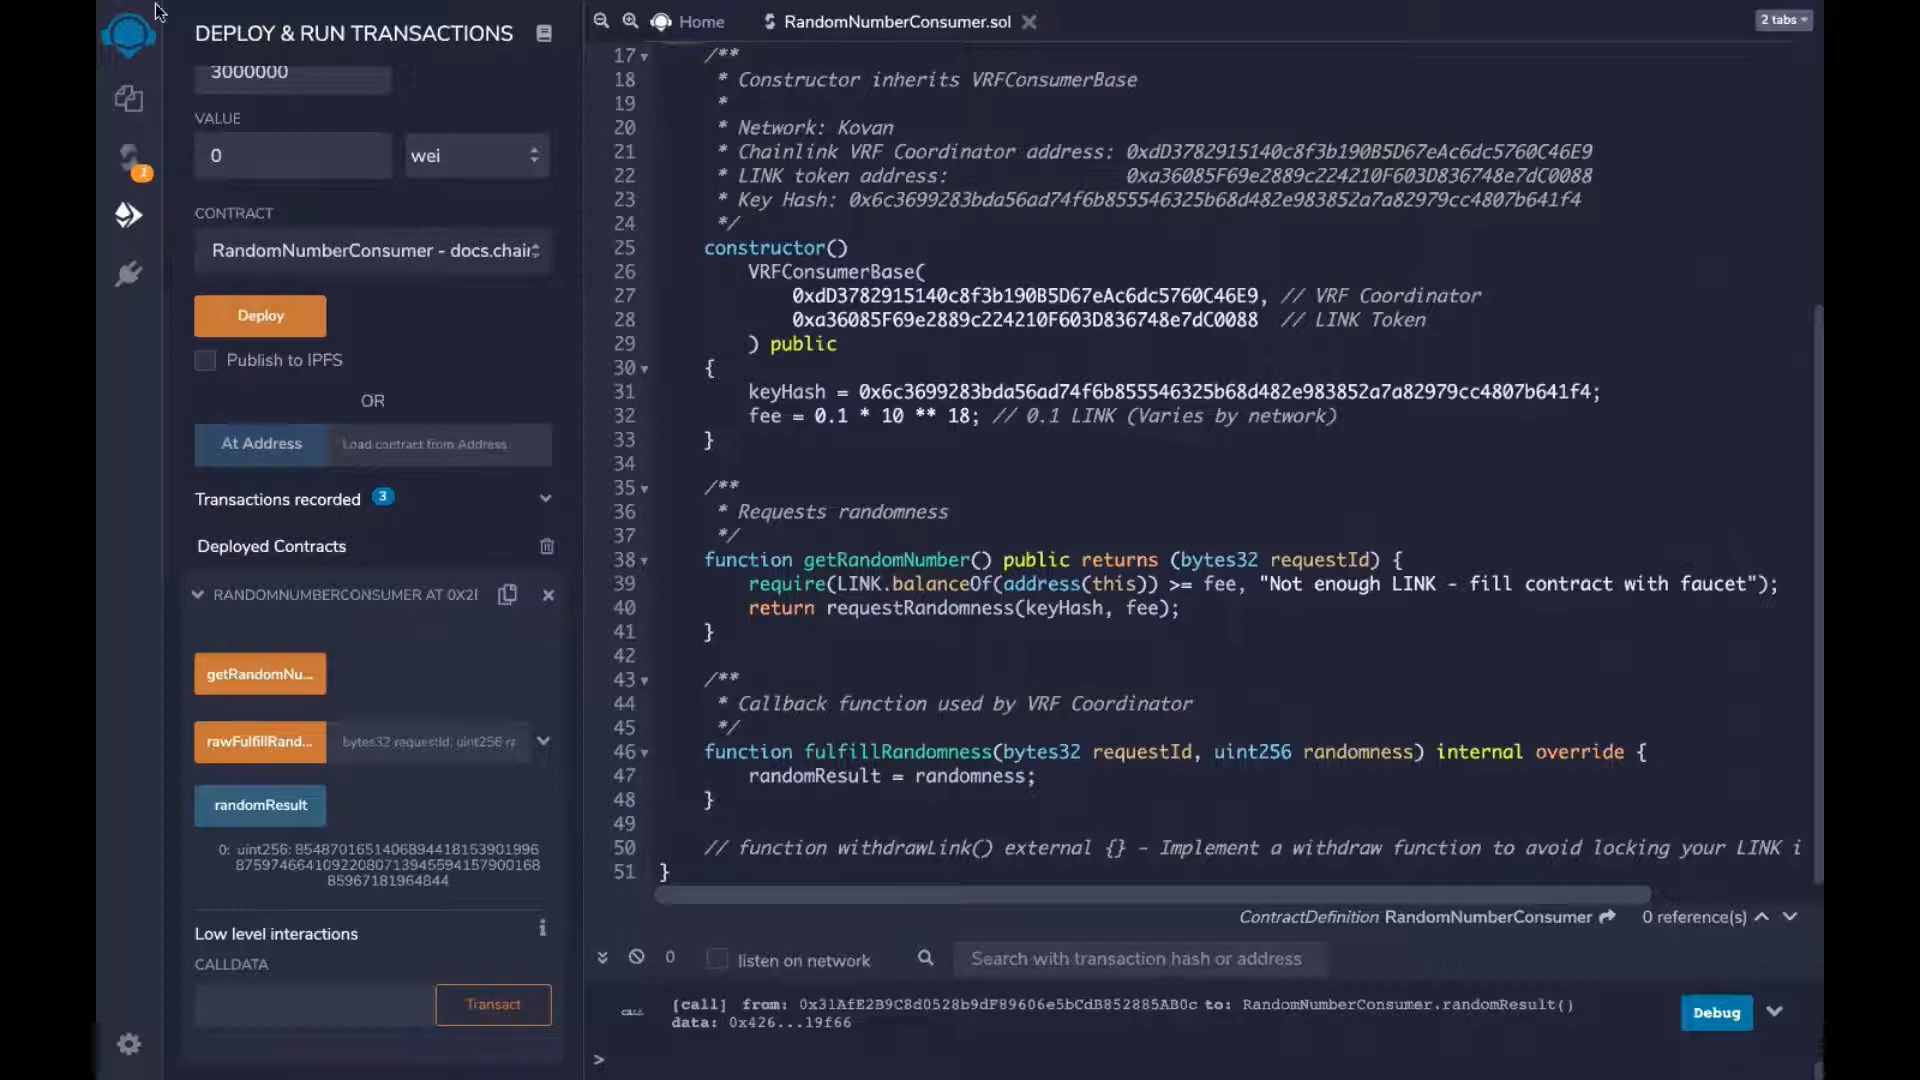 DEPLOY & RUN TRANSACTIONS
3000000
VALUE
0
wei
CONTRACT
RandomNumberConsumer - docs.chair
Deploy
Publish to IPFS
OR
At Address
Load contract from Address
Transactions recorded 3
Deployed Contracts
RANDOMNUMBERCONSUMER AT 0X2I
getRandomNu...
rawFulfillRand...
bytes32 requestId, uint256 ra
randomResult
0: uint256: 8548701651406894418153901996
8759746641092208071394559415790016
85967181964844
Low level interactions
CALLDATA
Transact
1
Home
RandomNumberConsumer.sol
2 tabs
17 /**
18 * Constructor inherits VRFConsumerBase
19 *
20 * Network: Kovan
21 * Chainlink VRF Coordinator address: 0xdD3782915140c8f3b190B5D67eAc6dc5760C46E9
22 * LINK token address: 0xa36085F69e2889c224210F603D836748e7dC0088
23 * Key Hash: 0x6c3699283bda56ad74f6b855546325b68d482e983852a7a82979cc4807b641f4
24 */
25 constructor()
26 VRFConsumerBase(
27 0xdD3782915140c8f3b190B5D67eAc6dc5760C46E9, // VRF Coordinator
28 0xa36085F69e2889c224210F603D836748e7dC0088 // LINK Token
29 ) public
30 {
31 keyHash = 0x6c3699283bda56ad74f6b855546325b68d482e983852a7a82979cc4807b641f4;
32 fee = 0.1 * 10 ** 18; // 0.1 LINK (Varies by network)
33 }
34
35 /**
36 * Requests randomness
37 */
38 function getRandomNumber() public returns (bytes32 requestId) {
39 require(LINK.balanceOf(address(this)) >= fee, "Not enough LINK - fill contract with faucet");
40 return requestRandomness(keyHash, fee);
41 }
42
43 /**
44 * Callback function used by VRF Coordinator
45 */
46 function fulfillRandomness(bytes32 requestId, uint256 randomness) internal override {
47 randomResult = randomness;
48 }
49
50 // function withdrawLink() external {} - Implement a withdraw function to avoid locking your LINK i
51 }
ContractDefinition RandomNumberConsumer
0 reference(s)
0
listen on network
Search with transaction hash or address
CALL
[call] from: 0x31AfE2B9C8d0528b9dF89606e5bCdB852885AB0c to: RandomNumberConsumer.randomResult()
data: 0x426...19f66
Debug
>